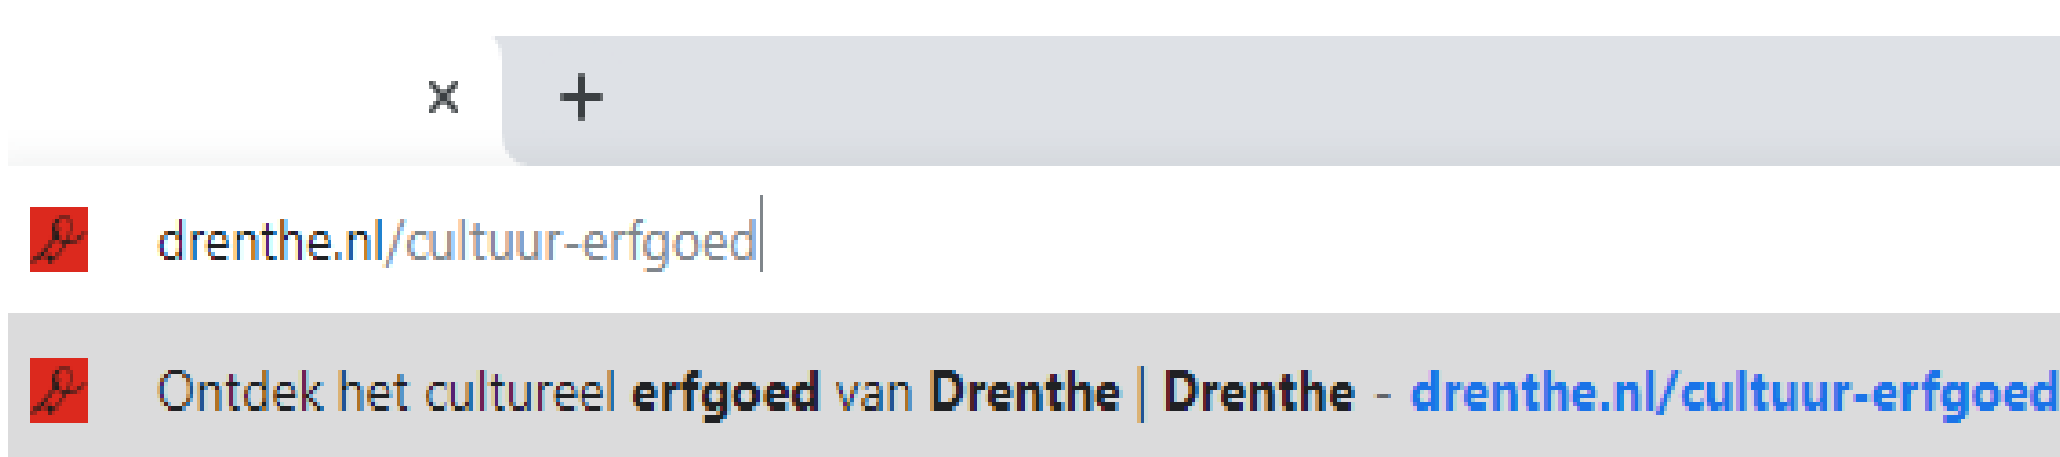 drenthe.nl/cultuur-erfgoed
Ontdek het cultureel erfgoed van Drenthe | Drenthe - drenthe.nl/cultuur-erfgoed